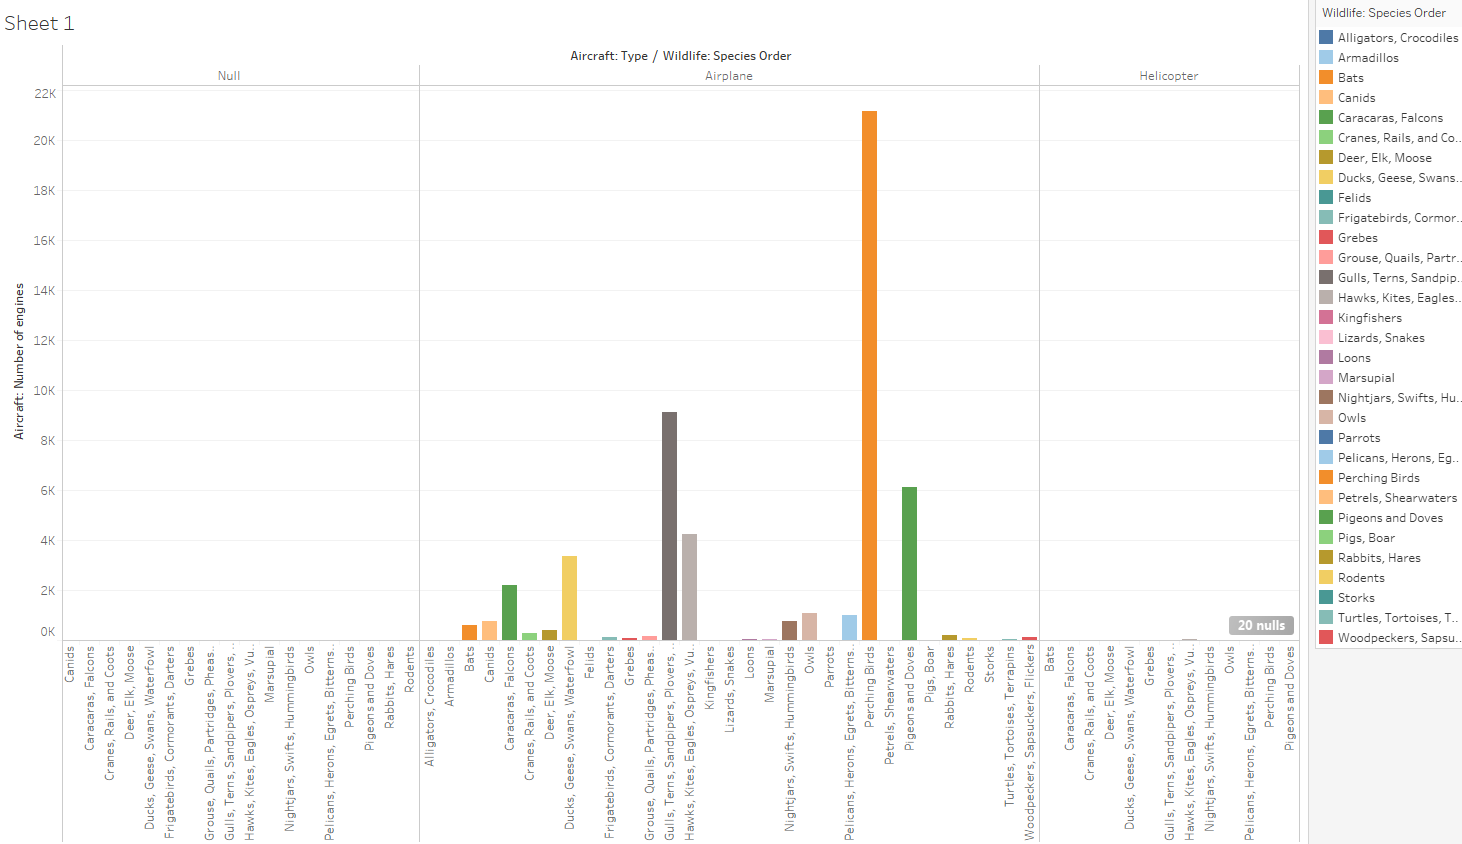 Sheet 1
Aircraft: Type / Wildlife: Species Order
Null
Airplane
Helicopter
Aircraft: Number of engines
22K
20K
18K
16K
14K
12K
10K
8K
6K
4K
2K
0K
20 nulls
Canids
Caracaras, Falcons
Cranes, Rails, and Coots
Deer, Elk, Moose
Ducks, Geese, Swans, Waterfowl
Frigatebirds, Cormorants, Darters
Grebes
Grouse, Quails, Partridges, Pheas..
Gulls, Terns, Sandpipers, Plovers, ..
Hawks, Kites, Eagles, Ospreys, Vu..
Marsupial
Nightjars, Swifts, Hummingbirds
Owls
Pelicans, Herons, Egrets, Bitterns..
Perching Birds
Pigeons and Doves
Rabbits, Hares
Rodents
Alligators, Crocodiles
Armadillos
Bats
Canids
Caracaras, Falcons
Cranes, Rails, and Coots
Deer, Elk, Moose
Ducks, Geese, Swans, Waterfowl
Felids
Frigatebirds, Cormorants, Darters
Grebes
Grouse, Quails, Partridges, Pheas..
Gulls, Terns, Sandpipers, Plovers, ..
Hawks, Kites, Eagles, Ospreys, Vu..
Kingfishers
Lizards, Snakes
Loons
Marsupial
Nightjars, Swifts, Hummingbirds
Owls
Parrots
Pelicans, Herons, Egrets, Bitterns..
Perching Birds
Petrels, Shearwaters
Pigeons and Doves
Pigs, Boar
Rabbits, Hares
Rodents
Storks
Turtles, Tortoises, Terrapins
Woodpeckers, Sapsuckers, Flickers
Bats
Caracaras, Falcons
Cranes, Rails, and Coots
Deer, Elk, Moose
Ducks, Geese, Swans, Waterfowl
Grebes
Gulls, Terns, Sandpipers, Plovers, ..
Hawks, Kites, Eagles, Ospreys, Vu..
Nightjars, Swifts, Hummingbirds
Owls
Pelicans, Herons, Egrets, Bitterns..
Perching Birds
Pigeons and Doves
Wildlife: Species Order
Alligators, Crocodiles
Armadillos
Bats
Canids
Caracaras, Falcons
Cranes, Rails, and Co..
Deer, Elk, Moose
Ducks, Geese, Swans..
Felids
Frigatebirds, Cormor..
Grebes
Grouse, Quails, Partr..
Gulls, Terns, Sandpip..
Hawks, Kites, Eagles..
Kingfishers
Lizards, Snakes
Loons
Marsupial
Nightjars, Swifts, Hu..
Owls
Parrots
Pelicans, Herons, Eg..
Perching Birds
Petrels, Shearwaters
Pigeons and Doves
Pigs, Boar
Rabbits, Hares
Rodents
Storks
Turtles, Tortoises, T..
Woodpeckers, Sapsu..